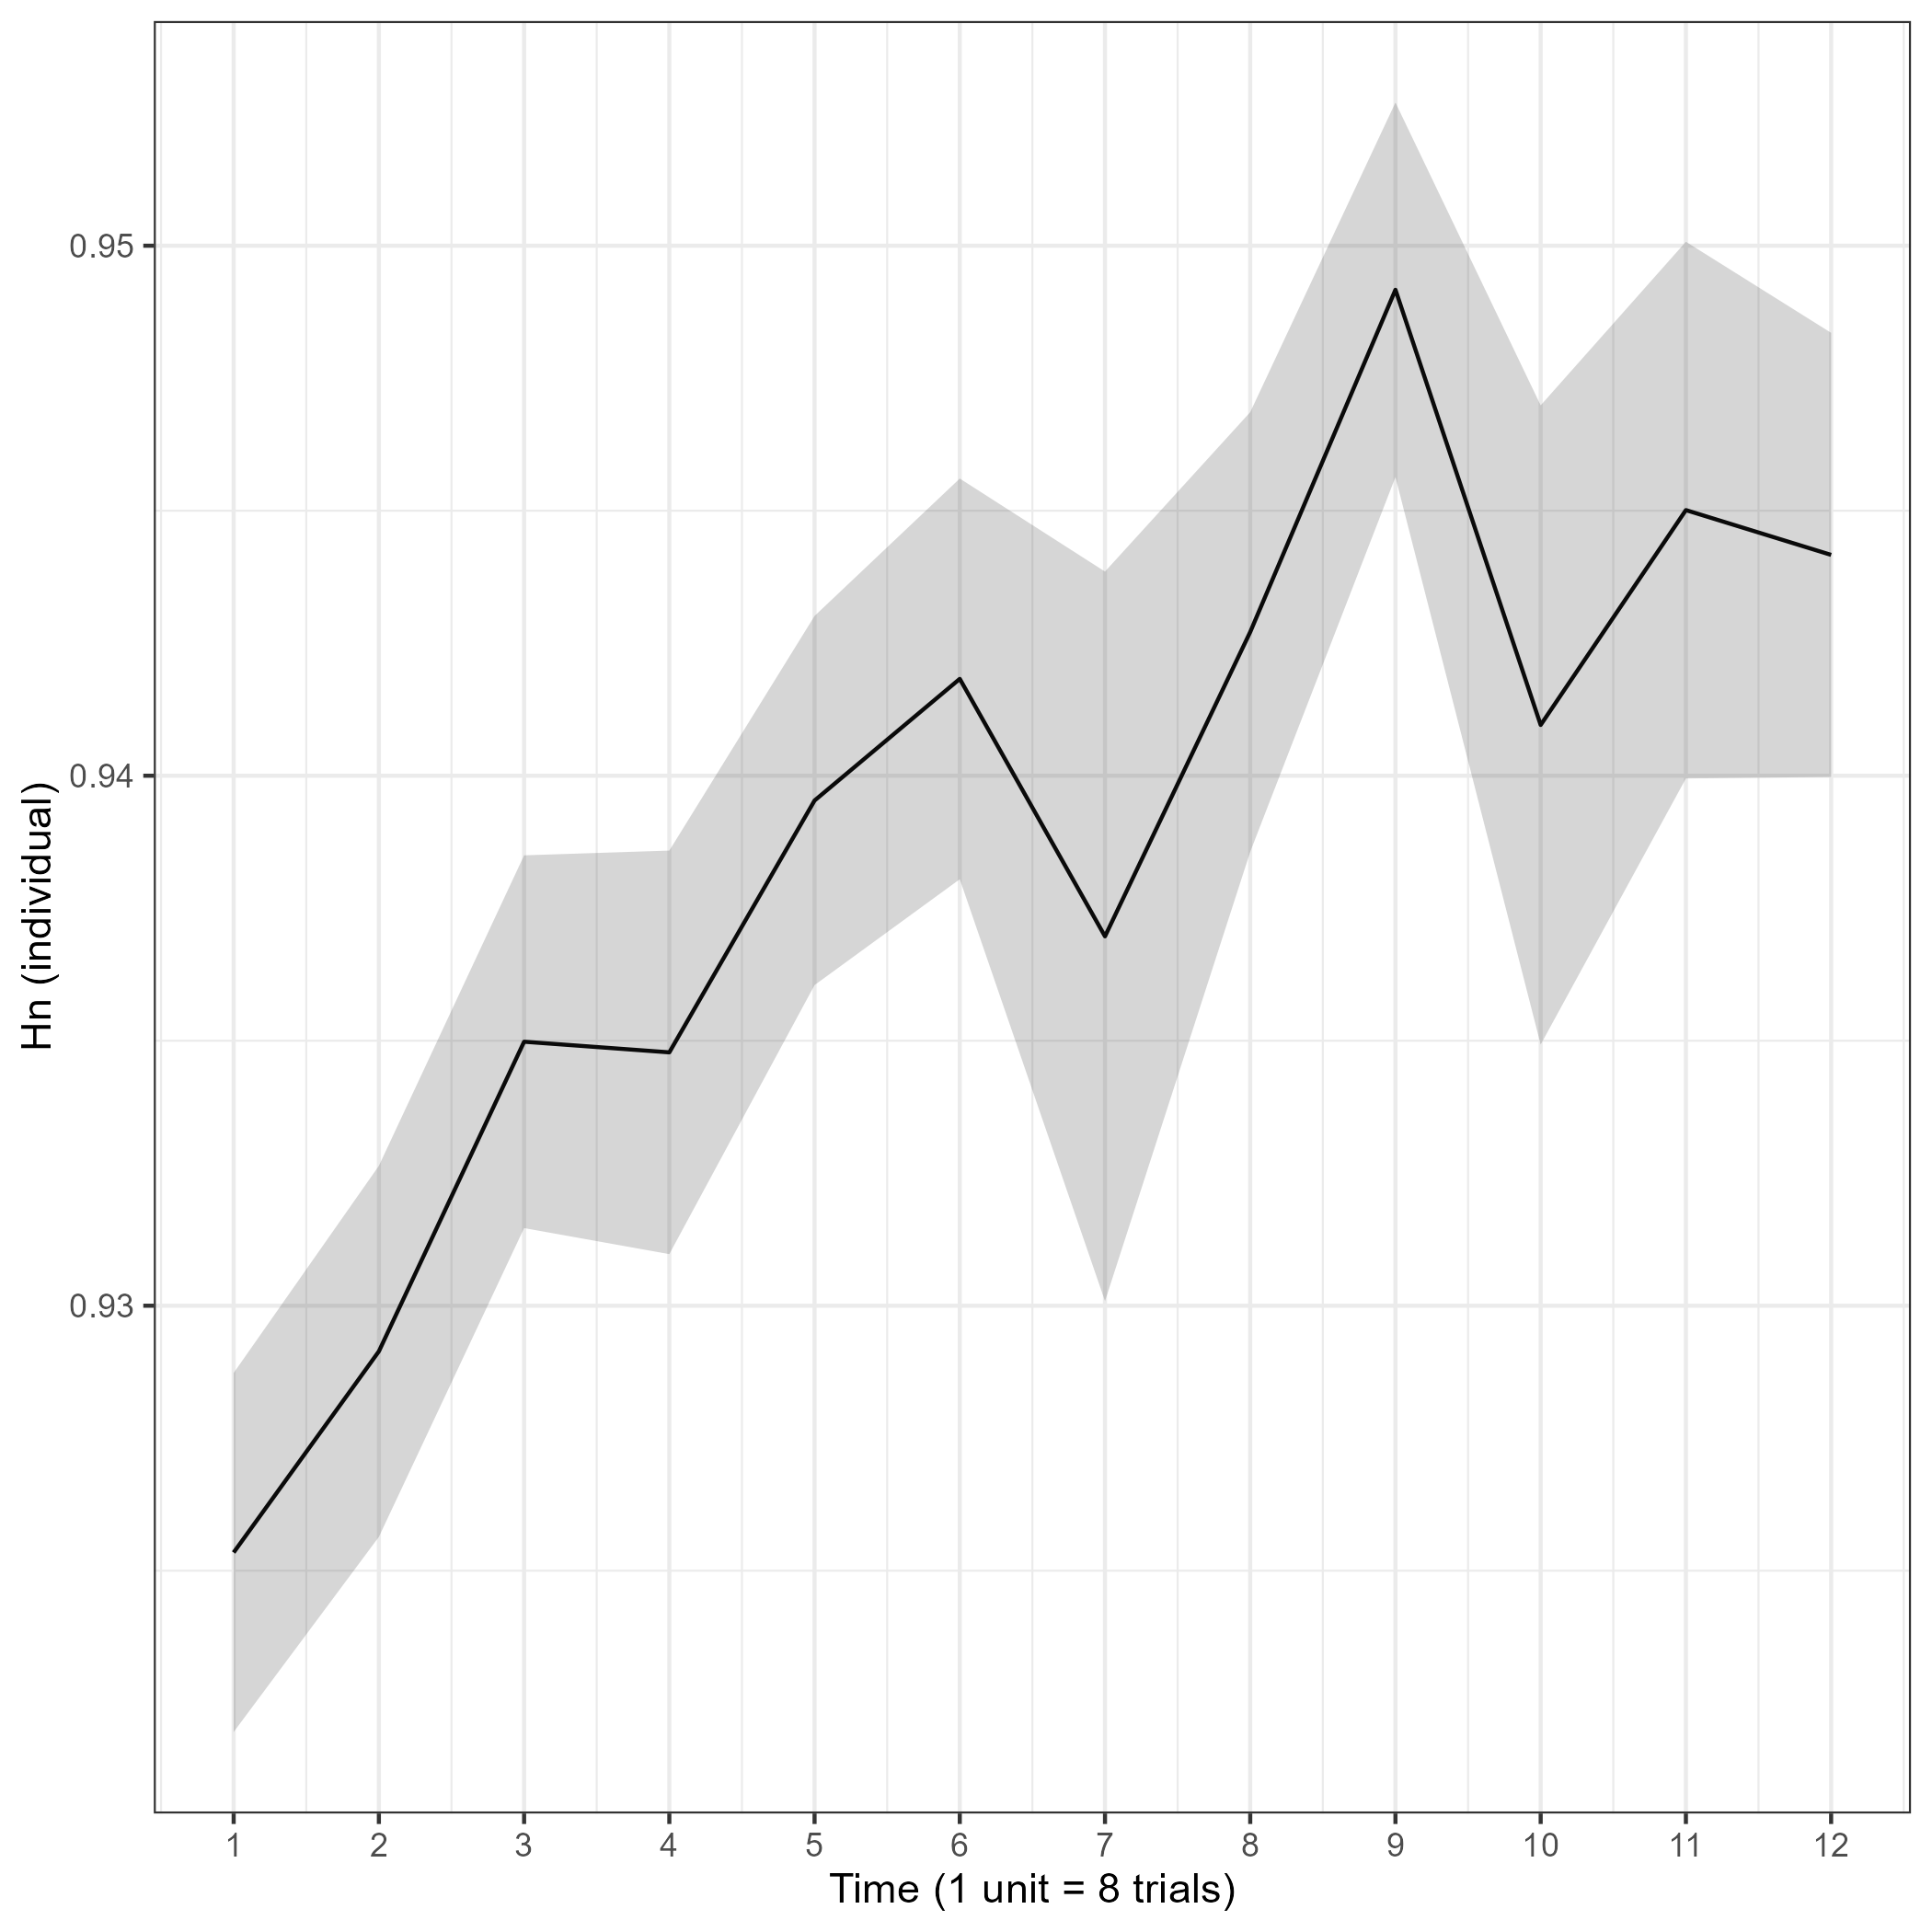 Hn (individual)
0.95
0.94
0.93
1 2 3 4 5 6 7 8 9 10 11 12
Time (1 unit = 8 trials)